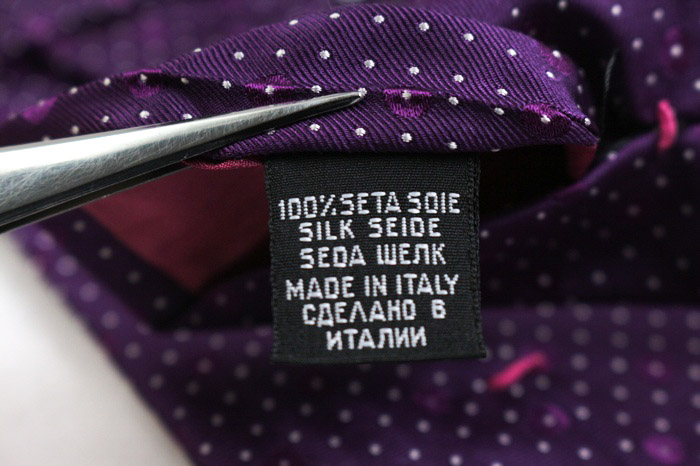 100%SETA SOIE
SILK SEIDE
SEDA ШЕЛК
MADE IN ITALY
СДЕЛАНО В
ИТАЛИИ